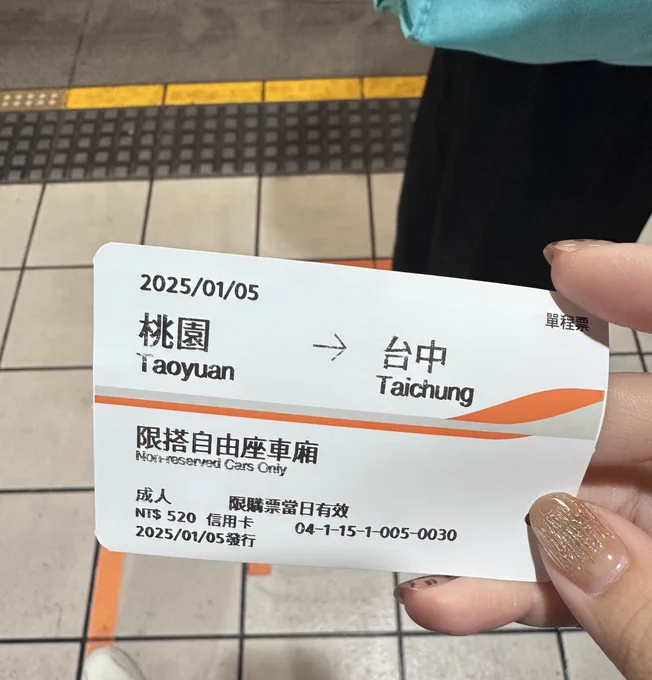 2025/01/05
單程票
桃園 → 台中
Taoyuan Taichung
限搭自由座車廂
Non-reserved Cars Only
成人 限購票當日有效
NT$ 520 信用卡 04-1-15-1-005-0030
2025/01/05發行